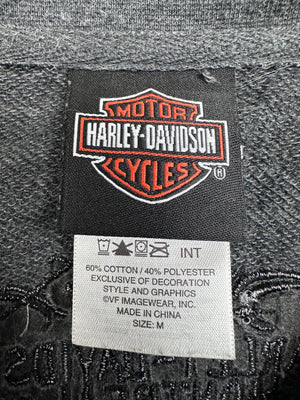 MOTOR
HARLEY-DAVIDSON
CYCLES
®
INT
60% COTTON / 40% POLYESTER
EXCLUSIVE OF DECORATION
STYLE AND GRAPHICS
©VF IMAGEWEAR, INC.
MADE IN CHINA
SIZE: M